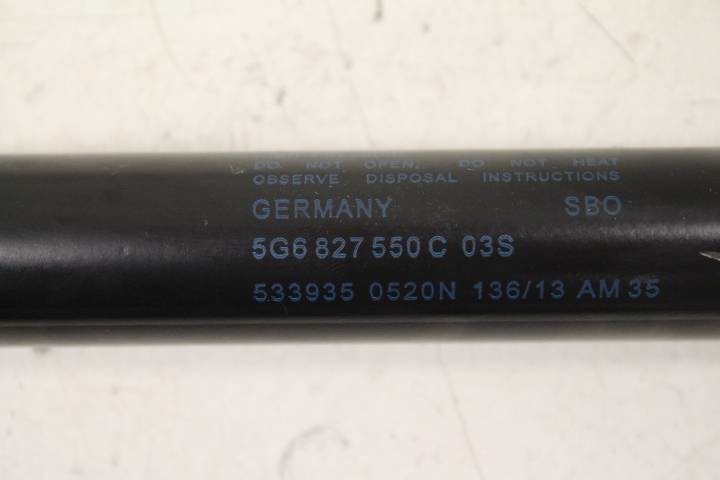 DO NOT OPEN. DO NOT HEAT
OBSERVE DISPOSAL INSTRUCTIONS
GERMANY SBO
5G6 827 550 C 03S
533935 0520N 136/13 AM 35